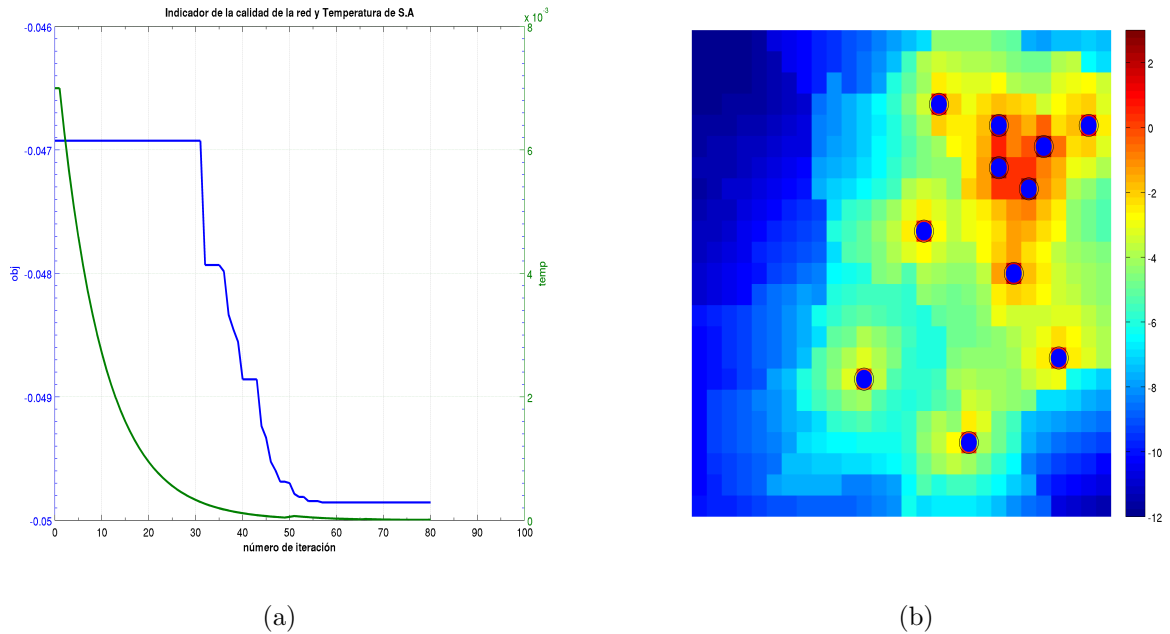 Indicador de la calidad de la red y Temperatura de S.A
x 10⁻³
-0.046
-0.047
-0.048
-0.049
-0.05
obj
8
6
4
2
0
temp
0 10 20 30 40 50 60 70 80 90 100
número de iteración
2
0
-2
-4
-6
-8
-10
-12
(a)
(b)